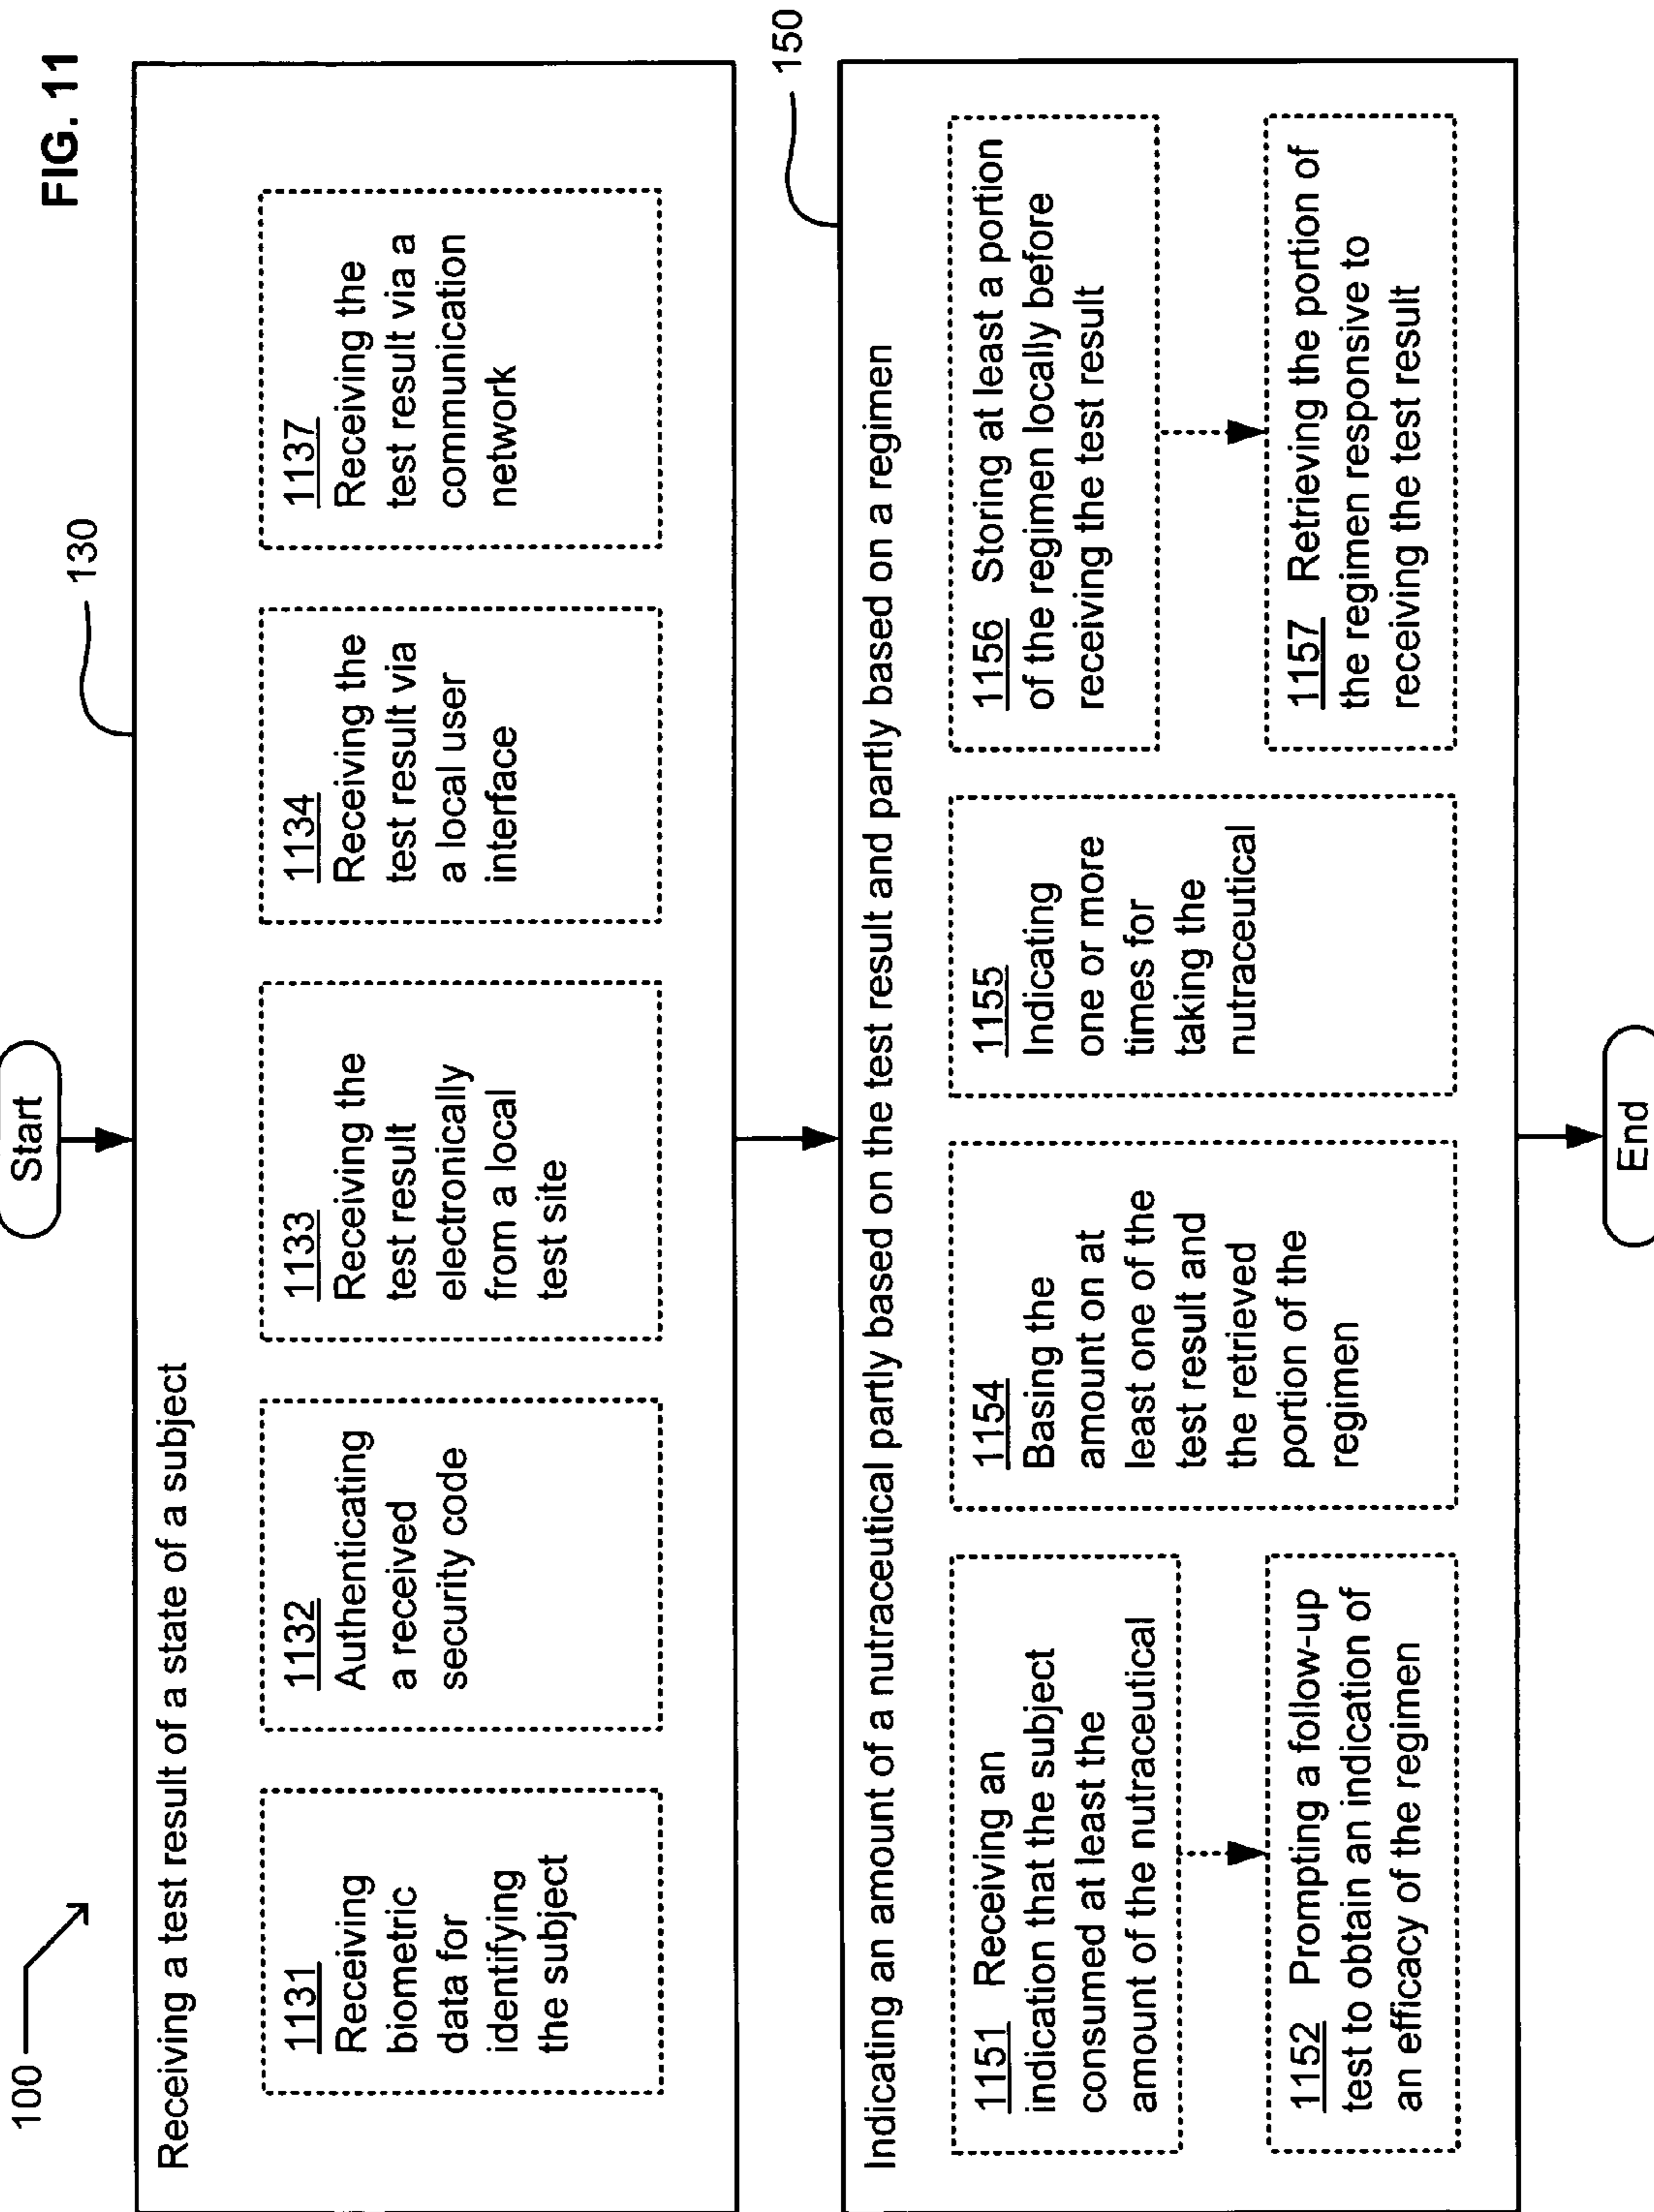 FIG. 11
100
Start
130
Receiving a test result of a state of a subject
1131
Receiving
biometric
data for
identifying
the subject
1132
Authenticating
a received
security code
1133
Receiving the
test result
electronically
from a local
test site
1134
Receiving the
test result via
a local user
interface
1137
Receiving the
test result via a
communication
network
150
Indicating an amount of a nutraceutical partly based on the test result and partly based on a regimen
1151 Receiving an
indication that the subject
consumed at least the
amount of the nutraceutical
1152 Prompting a follow-up
test to obtain an indication of
an efficacy of the regimen
1154
Basing the
amount on at
least one of the
test result and
the retrieved
portion of the
regimen
1155
Indicating
one or more
times for
taking the
nutraceutical
1156 Storing at least a portion
of the regimen locally before
receiving the test result
1157 Retrieving the portion of
the regimen responsive to
receiving the test result
End